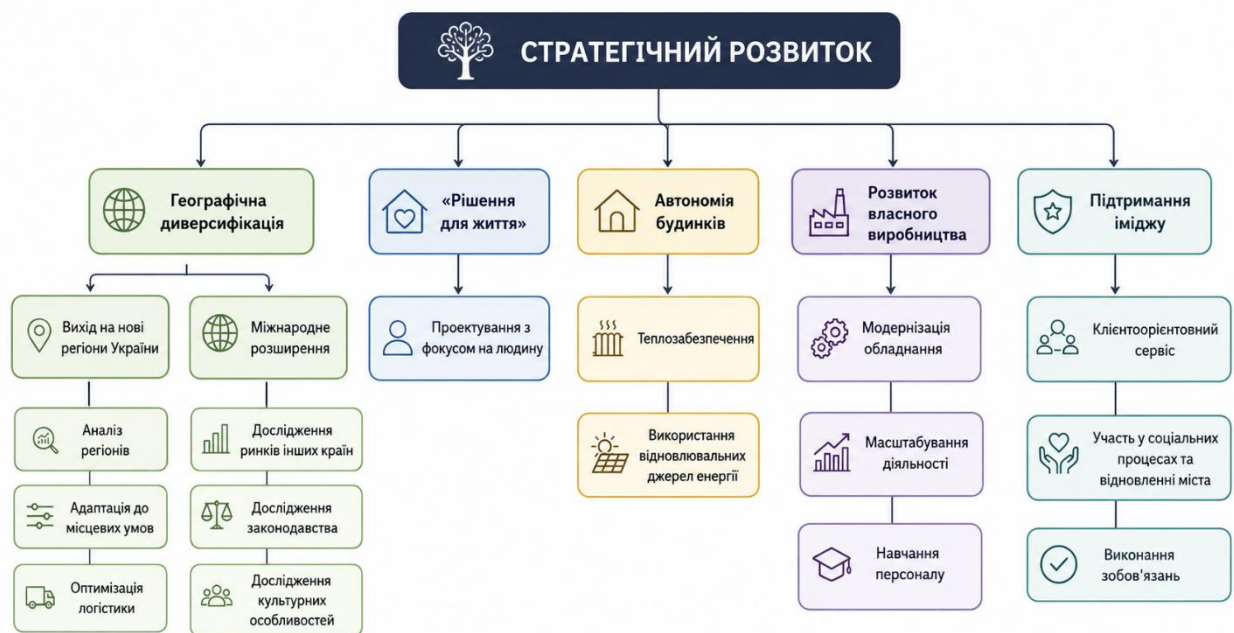 СТРАТЕГІЧНИЙ РОЗВИТОК
Географічна
диверсифікація
«Рішення
для життя»
Автономія
будинків
Розвиток
власного
виробництва
Підтримання
іміджу
Вихід на нові
регіони України
Міжнародне
розширення
Проектування з
фокусом на людину
Теплозабезпечення
Модернізація
обладнання
Клієнтоорієнтовний
сервіс
Аналіз
регіонів
Дослідження
ринків інших країн
Використання
відновлювальних
джерел енергії
Масштабування
діяльності
Участь у соціальних
процесах та
відновленні міста
Адаптація до
місцевих умов
Дослідження
законодавства
Навчання
персоналу
Виконання
зобов'язань
Оптимізація
логістики
Дослідження
культурних
особливостей